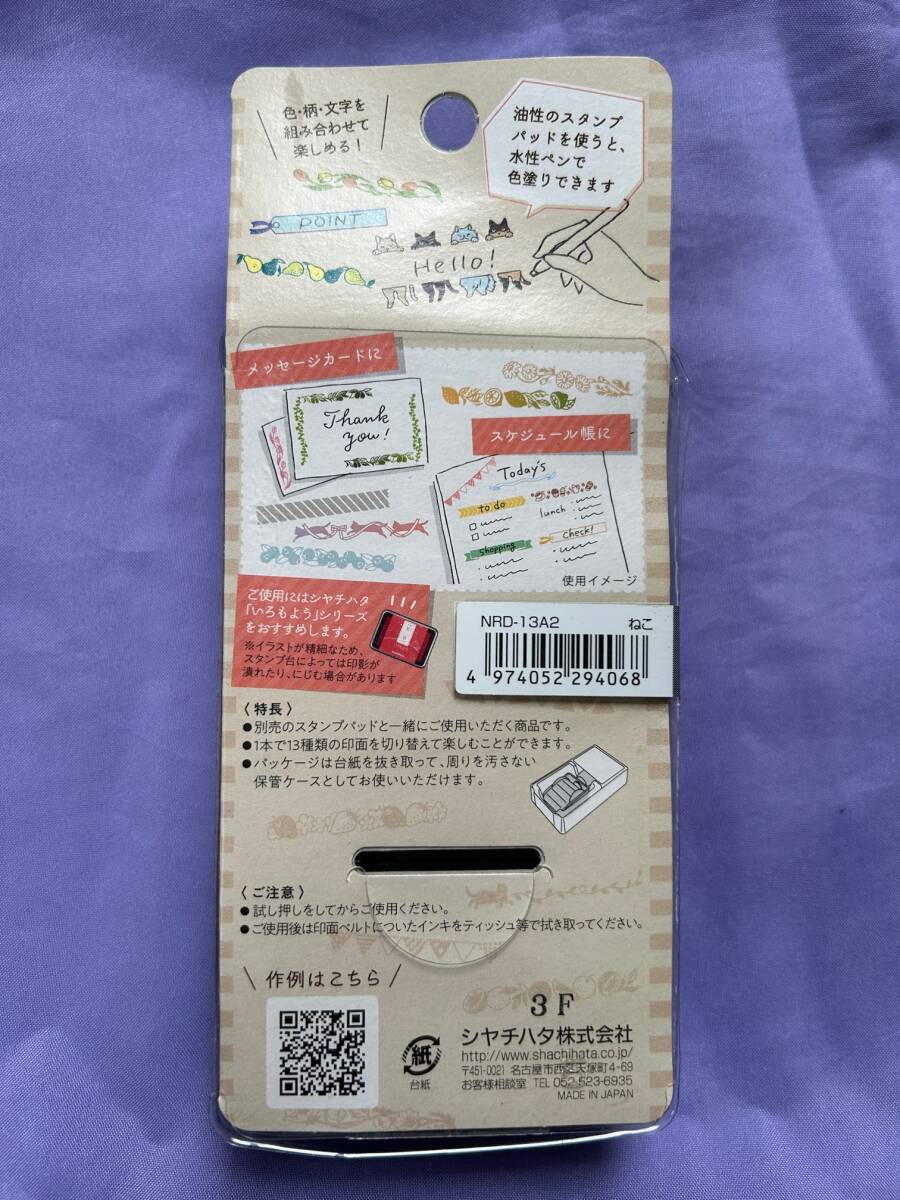 色・柄・文字を
組み合わせて
楽しめる！
油性のスタンプ
パッドを使うと、
水性ペンで
色塗りできます
POINT
Hello!
メッセージカードに
Thank
you!
スケジュール帳に
Today's
to do
lunch
shopping
check!
使用イメージ
ご使用にはシヤチハタ
「いろもよう」シリーズ
をおすすめします。
※イラストが精細なため、
スタンプ台によっては印影が
潰れたり、にじむ場合があります
NRD-13A2 ねこ
4 974052 294068
〈 特長 〉
●別売のスタンプパッドと一緒にご使用いただく商品です。
●1本で13種類の印面を切り替えて楽しむことができます。
●パッケージは台紙を抜き取って、周りを汚さない
保管ケースとしてお使いいただけます。
〈 ご注意 〉
●試し押しをしてからご使用ください。
●ご使用後は印面ベルトについたインキをティッシュ等で拭き取ってください。
作例はこちら
3F
紙
台紙
シヤチハタ株式会社
http://www.shachihata.co.jp/
〒451-0021 名古屋市西区天塚町4-69
お客様相談室 TEL 052-523-6935
MADE IN JAPAN